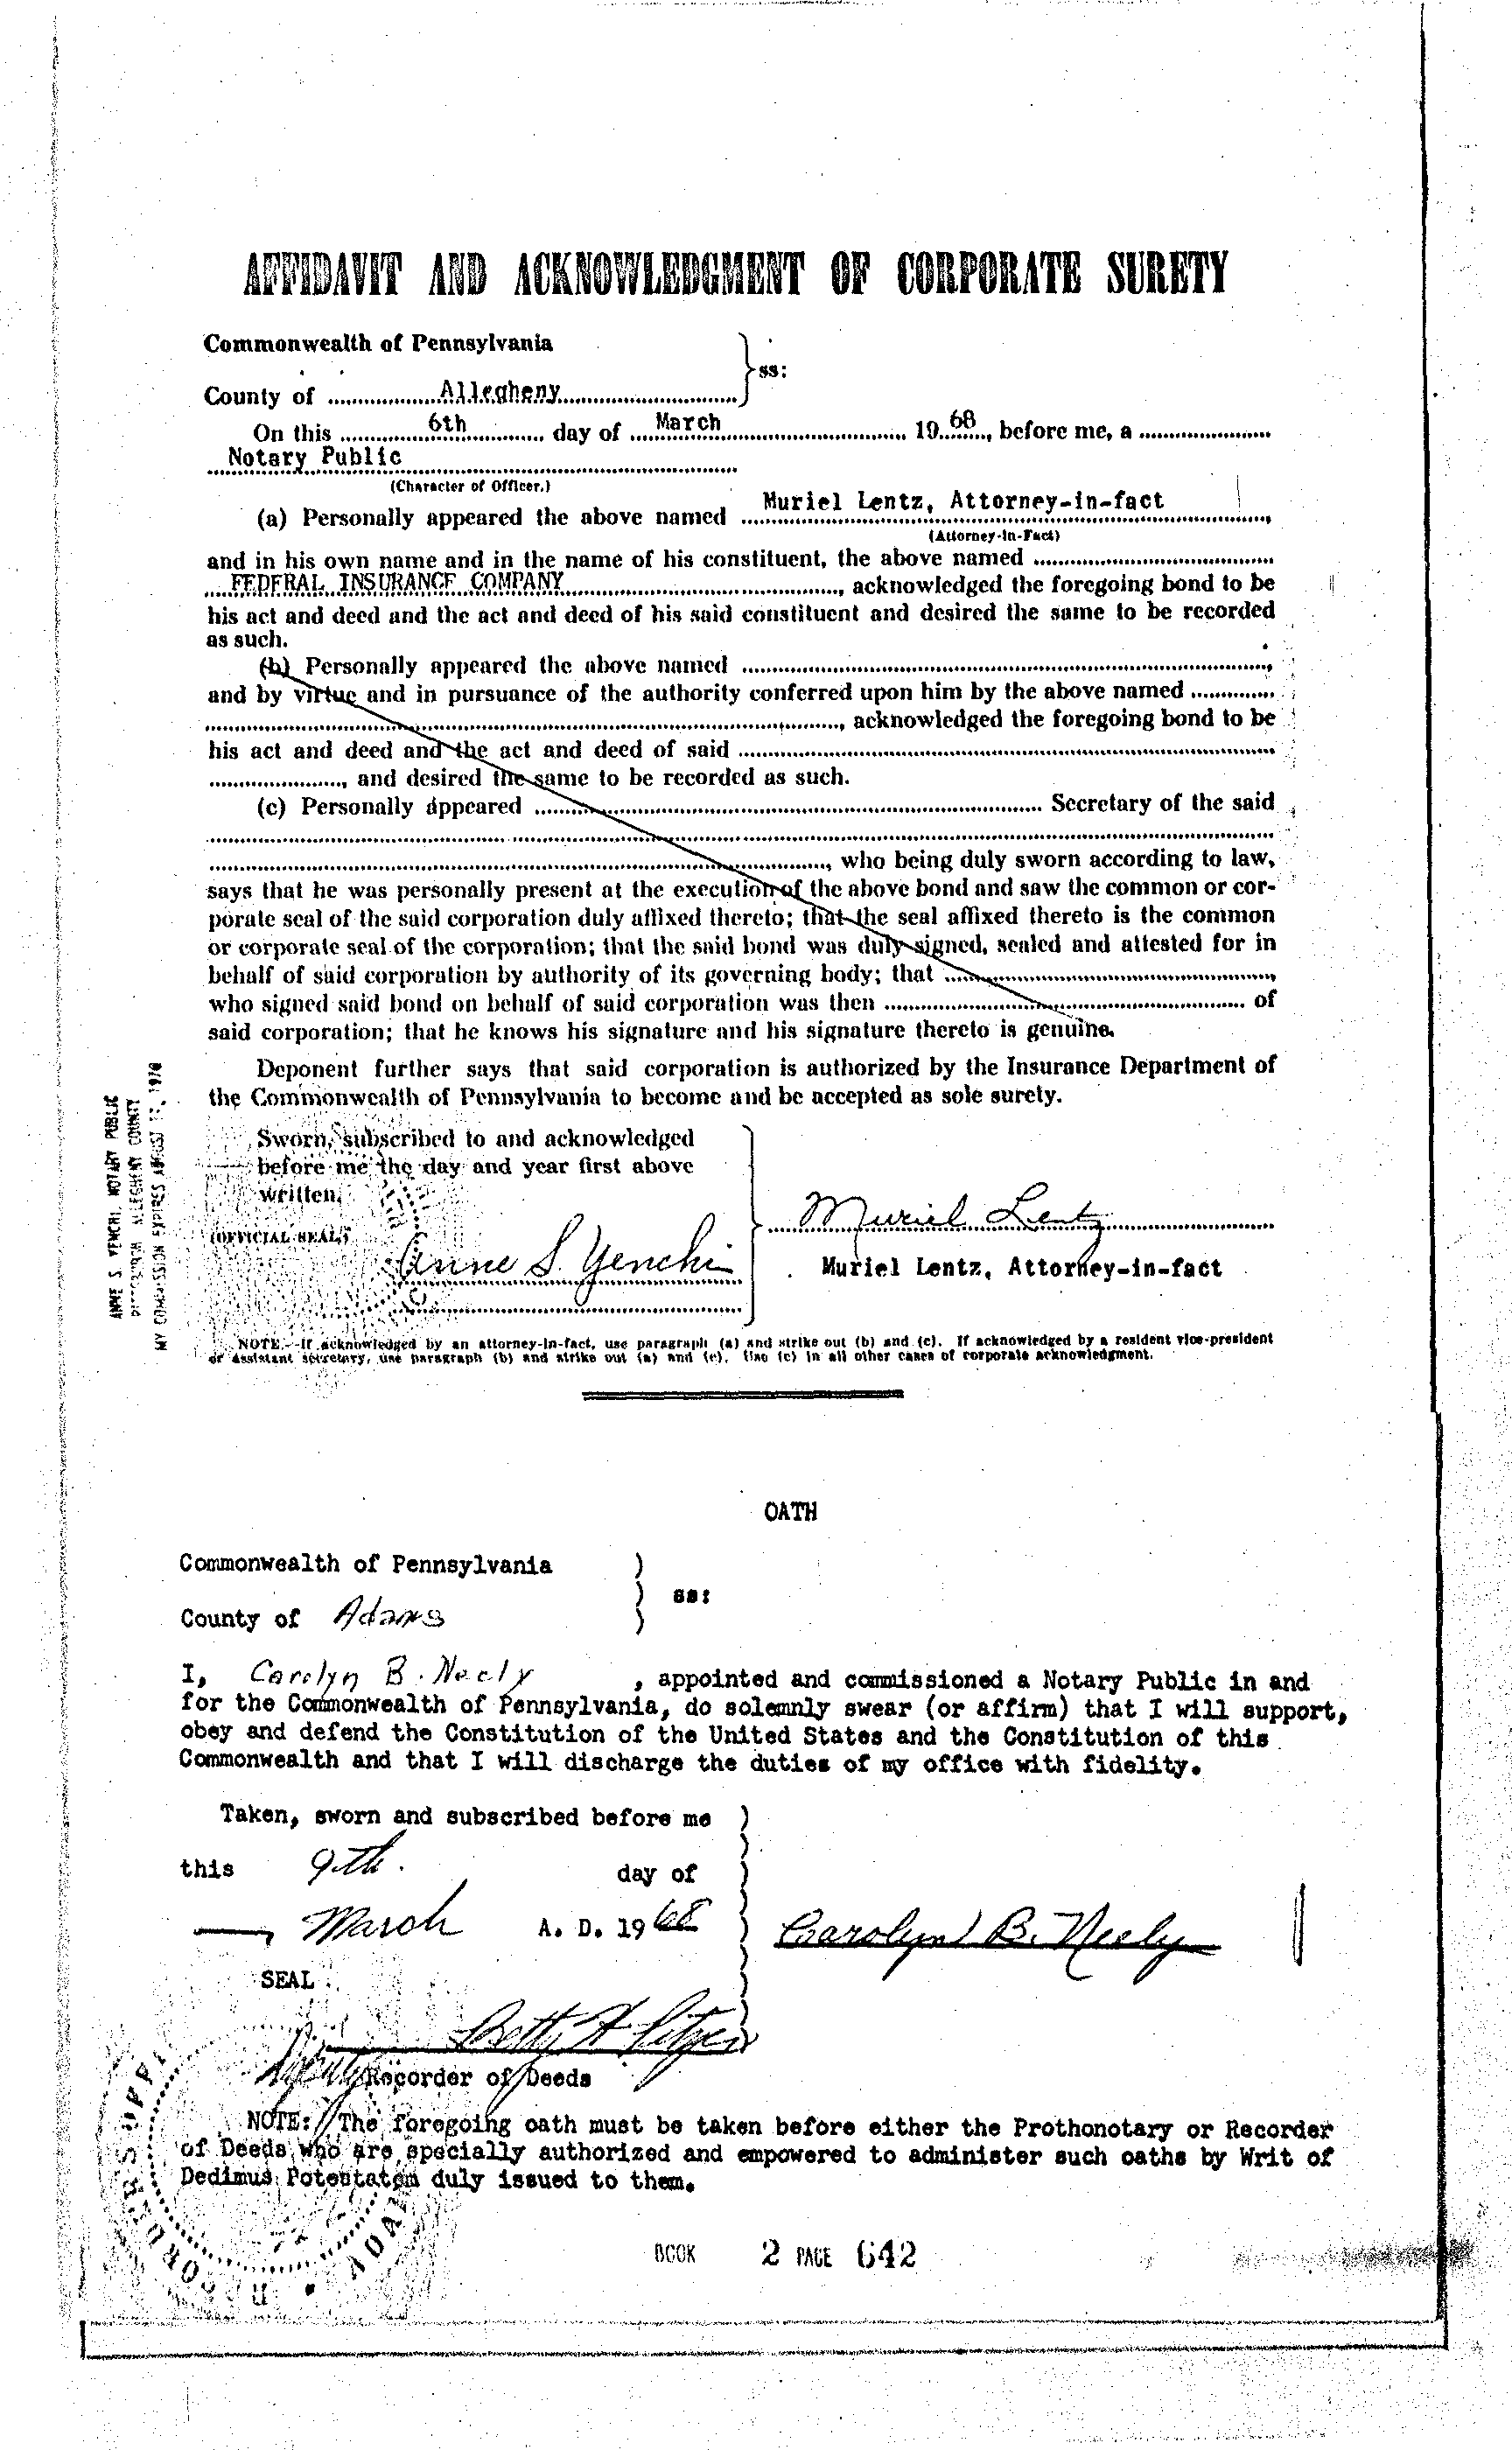 AFFIDAVIT AND ACKNOWLEDGMENT OF CORPORATE SURETY
Commonwealth of Pennsylvania
ss:
County of Allegheny
On this 6th day of March 19 68, before me, a
Notary Public
(Character of Officer.)
(a) Personally appeared the above named Muriel Lentz, Attorney-in-fact
(Attorney-in-Fact)
and in his own name and in the name of his constituent, the above named
FEDERAL INSURANCE COMPANY, acknowledged the foregoing bond to be
his act and deed and the act and deed of his said constituent and desired the same to be recorded
as such.
(b) Personally appeared the above named
and by virtue and in pursuance of the authority conferred upon him by the above named
, acknowledged the foregoing bond to be
his act and deed and the act and deed of said
, and desired the same to be recorded as such.
(c) Personally appeared Secretary of the said
, who being duly sworn according to law,
says that he was personally present at the execution of the above bond and saw the common or cor-
porate seal of the said corporation duly affixed thereto; that the seal affixed thereto is the common
or corporate seal of the corporation; that the said bond was duly signed, sealed and attested for in
behalf of said corporation by authority of its governing body; that ,
who signed said bond on behalf of said corporation was then of
said corporation; that he knows his signature and his signature thereto is genuine.
Deponent further says that said corporation is authorized by the Insurance Department of
the Commonwealth of Pennsylvania to become and be accepted as sole surety.
ANNE S. YENCHI, NOTARY PUBLIC
ALLEGHENY COUNTY
MY COMMISSION EXPIRES AUGUST 1970
Sworn, subscribed to and acknowledged
before me the day and year first above
written.
(OFFICIAL SEAL)
Anne S. Yenchi
Muriel Lentz
Muriel Lentz, Attorney-in-fact
NOTE.—If acknowledged by an attorney-in-fact, use paragraph (a) and strike out (b) and (c). If acknowledged by a resident vice-president
or assistant secretary, use paragraph (b) and strike out (a) and (c). Use (c) in all other cases of corporate acknowledgment.
OATH
Commonwealth of Pennsylvania )
) ss:
County of Adams )
I, Carolyn B. Neely , appointed and commissioned a Notary Public in and
for the Commonwealth of Pennsylvania, do solemnly swear (or affirm) that I will support,
obey and defend the Constitution of the United States and the Constitution of this
Commonwealth and that I will discharge the duties of my office with fidelity.
Taken, sworn and subscribed before me
this 9th. day of
March A. D. 19 68
Carolyn B. Neely
SEAL
Betty H Pitzer
Deputy Recorder of Deeds
NOTE: The foregoing oath must be taken before either the Prothonotary or Recorder
of Deeds who are specially authorized and empowered to administer such oaths by Writ of
Dedimus Potestatem duly issued to them.
BOOK 2 PAGE 642